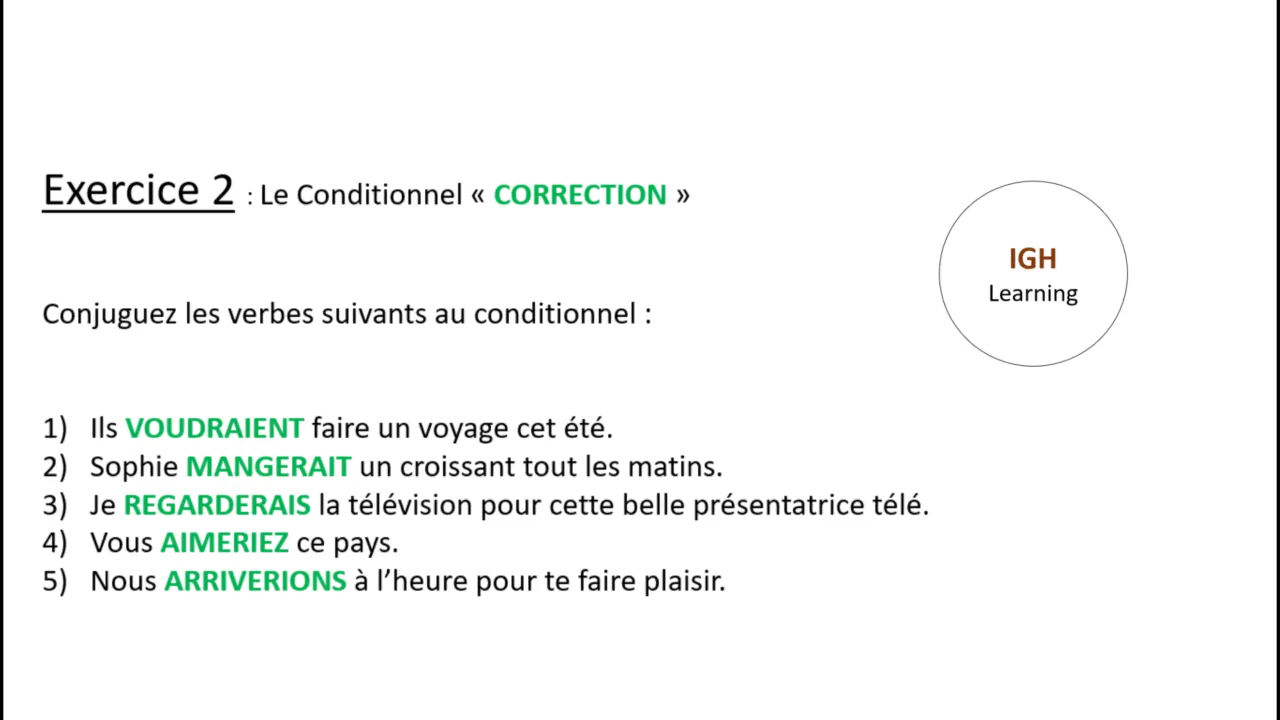 Exercice 2 : Le Conditionnel « CORRECTION »
IGH
Learning
Conjuguez les verbes suivants au conditionnel :
1) Ils VOUDRAIENT faire un voyage cet été.
2) Sophie MANGERAIT un croissant tout les matins.
3) Je REGARDERAIS la télévision pour cette belle présentatrice télé.
4) Vous AIMERIEZ ce pays.
5) Nous ARRIVERIONS à l’heure pour te faire plaisir.